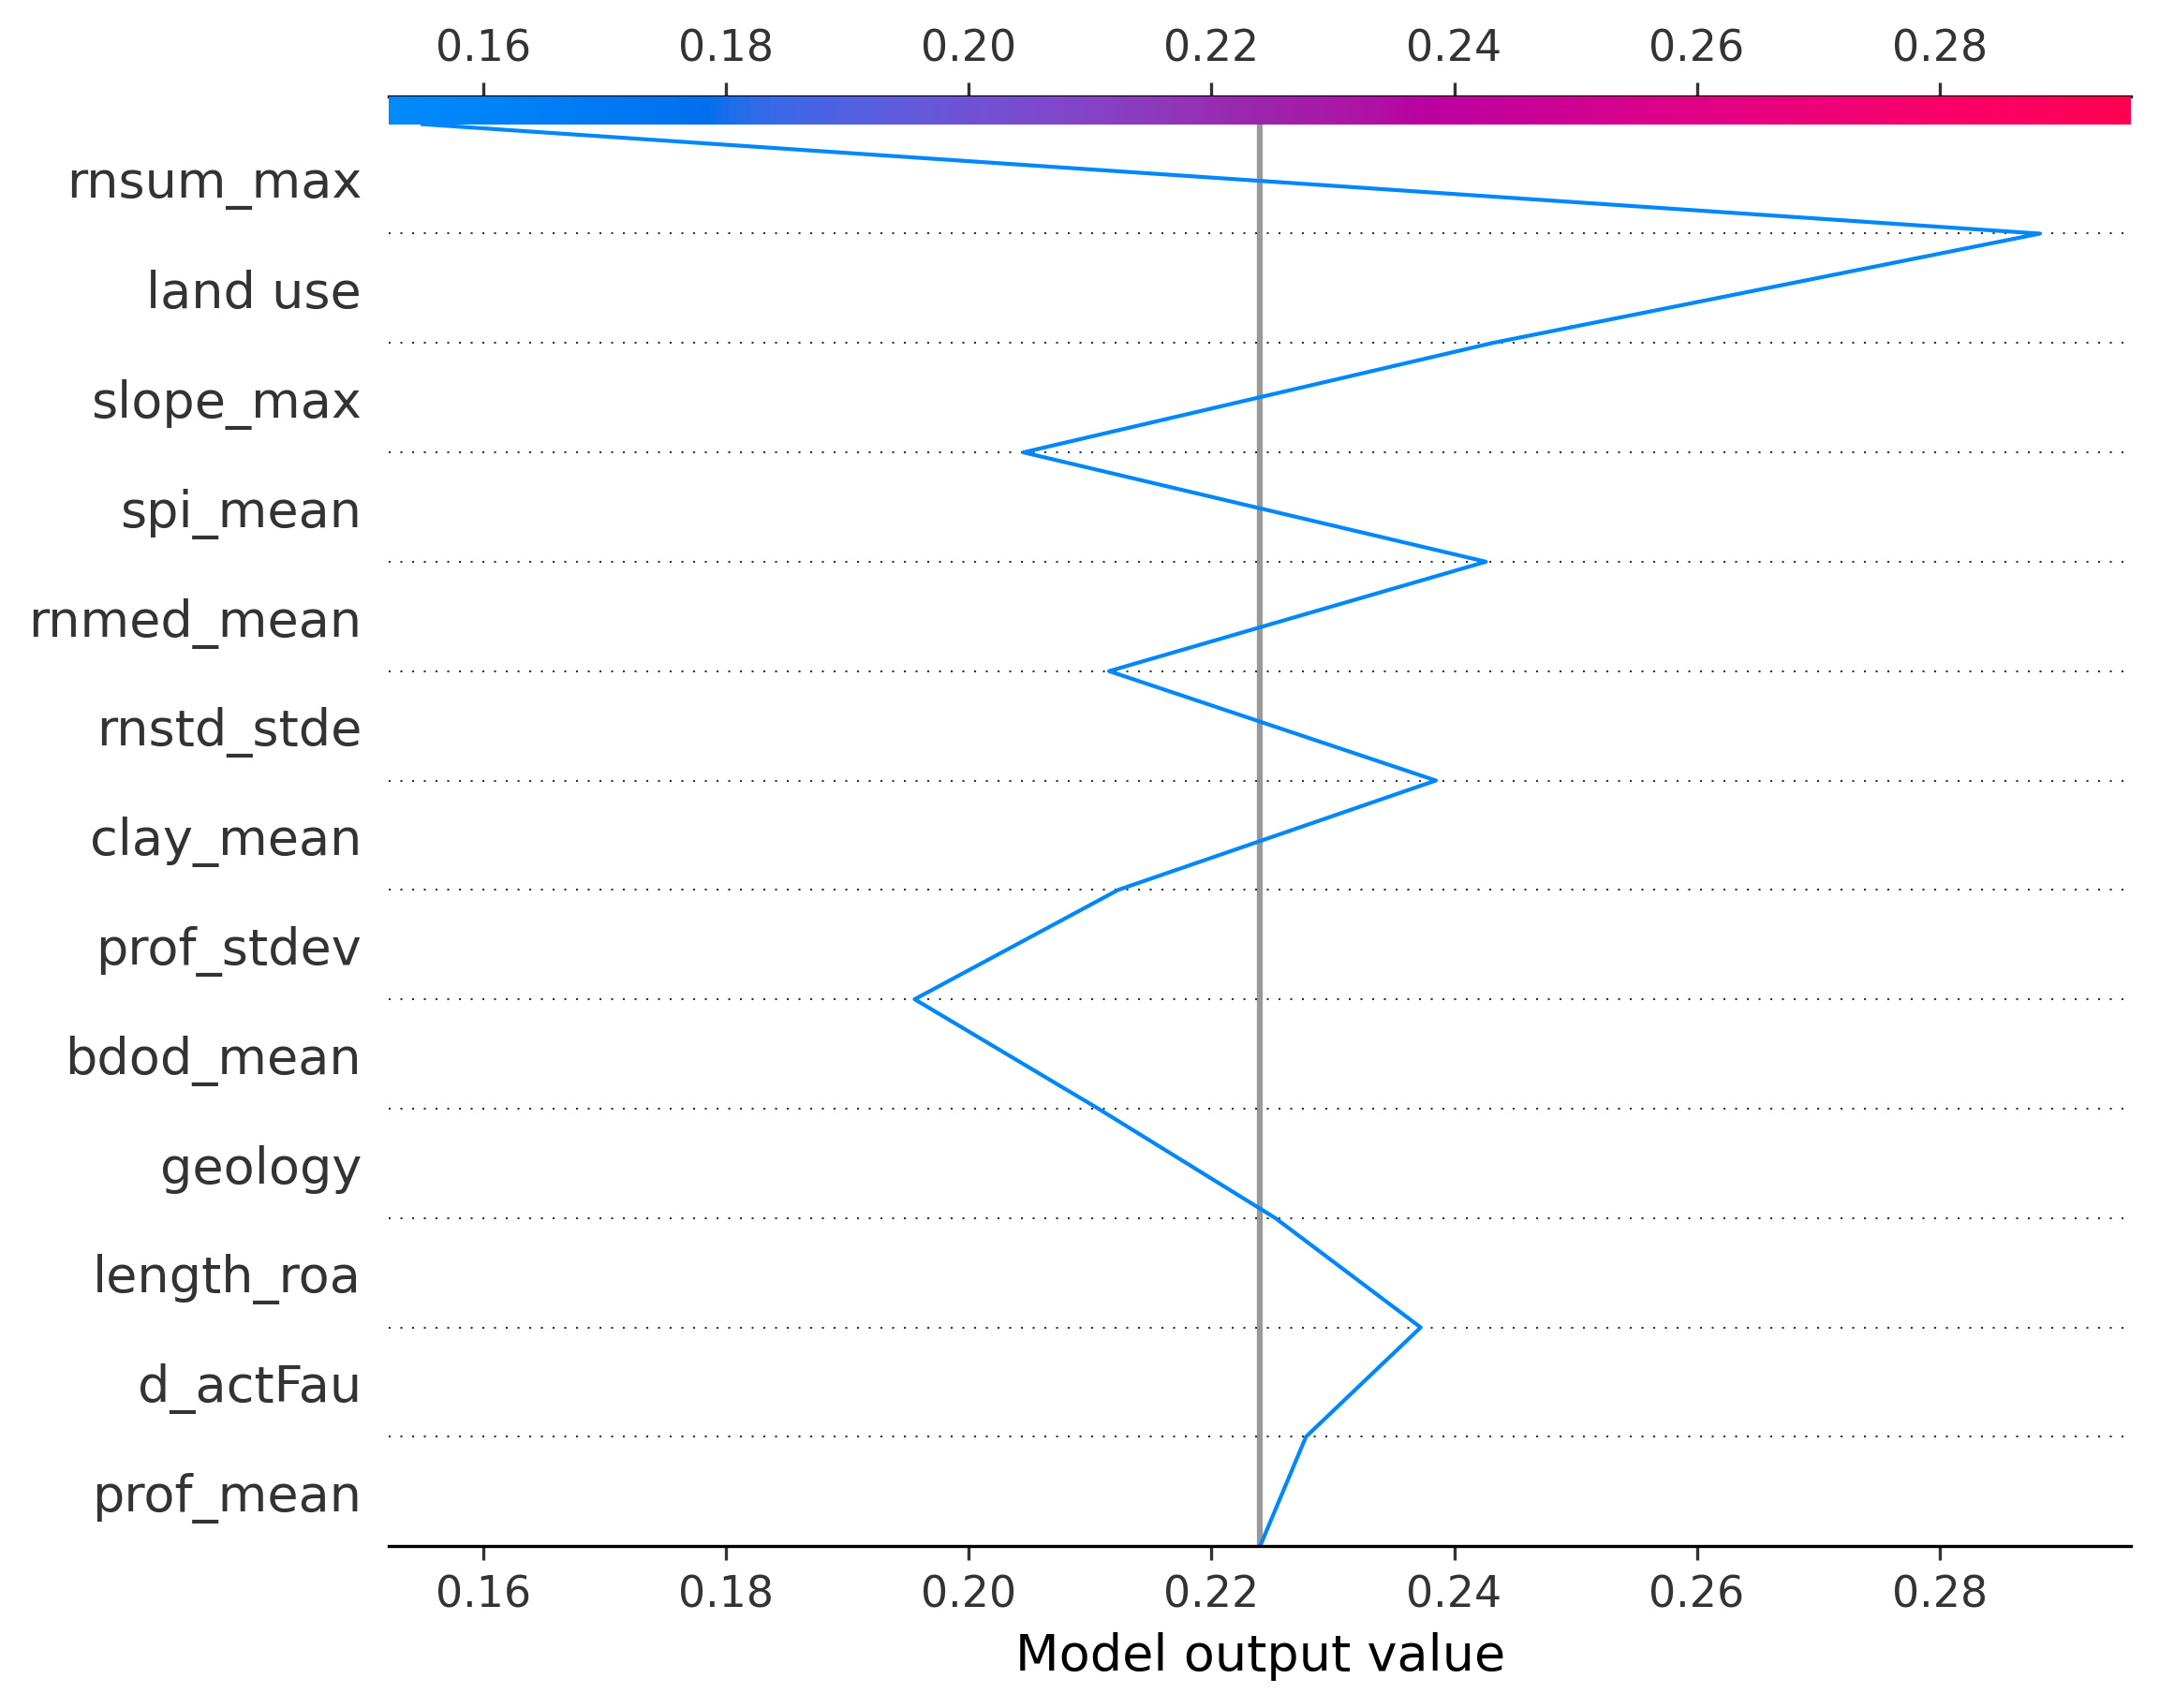 0.16 0.18 0.20 0.22 0.24 0.26 0.28
rnsum_max
land use
slope_max
spi_mean
rnmed_mean
rnstd_stde
clay_mean
prof_stdev
bdod_mean
geology
length_roa
d_actFau
prof_mean
0.16 0.18 0.20 0.22 0.24 0.26 0.28
Model output value